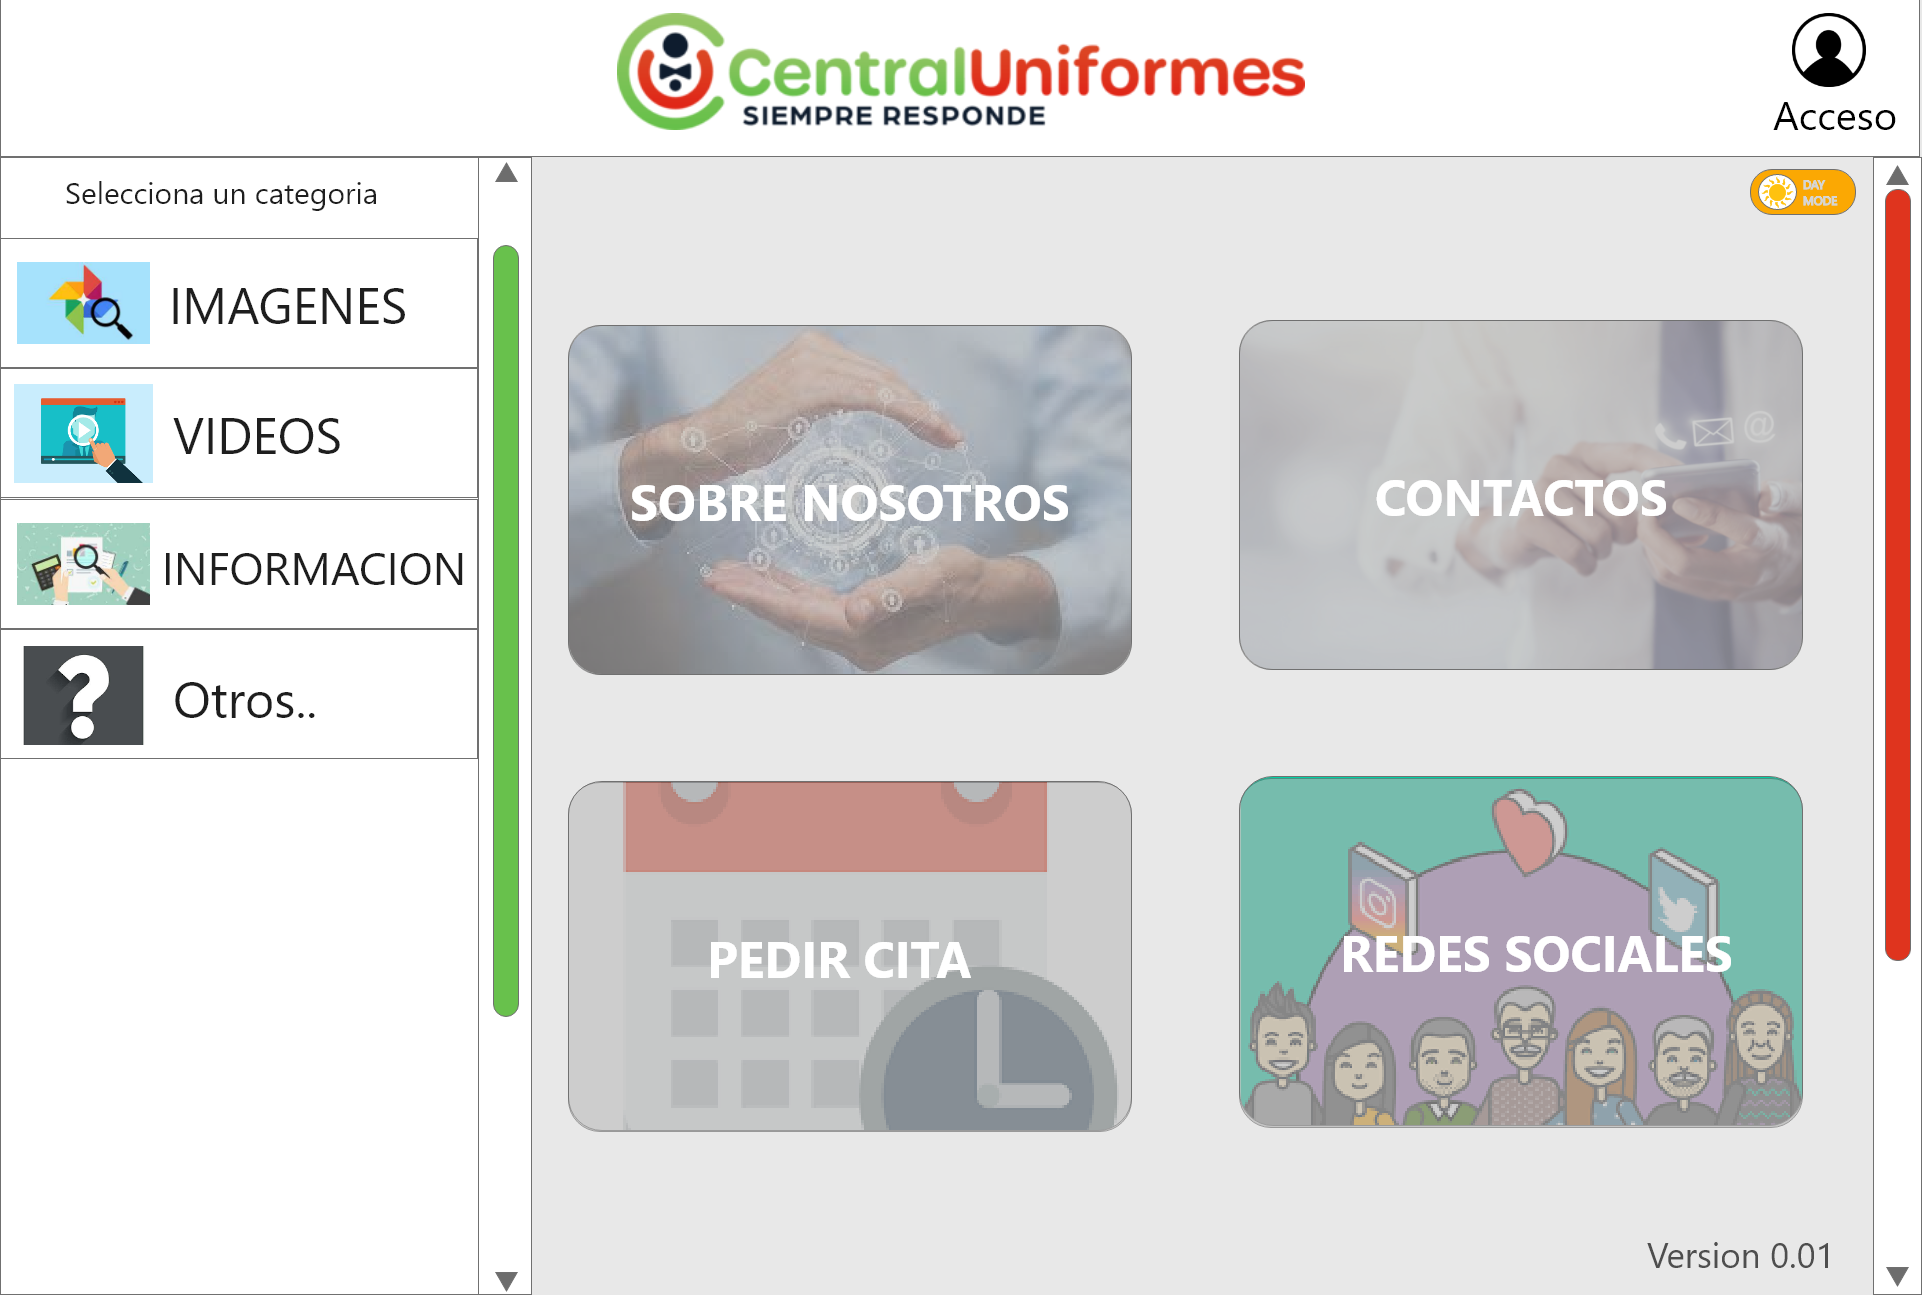 CentralUniformes
SIEMPRE RESPONDE
Acceso
Selecciona un categoria
IMAGENES
VIDEOS
INFORMACION
Otros..
DAY
MODE
SOBRE NOSOTROS
CONTACTOS
@
PEDIR CITA
REDES SOCIALES
Version 0.01